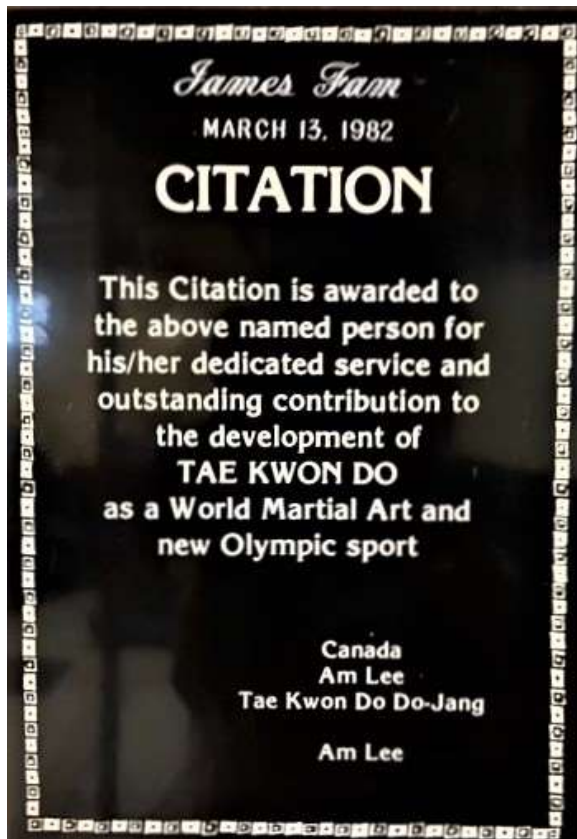 James Fam
MARCH 13, 1982
CITATION
This Citation is awarded to
the above named person for
his/her dedicated service and
outstanding contribution to
the development of
TAE KWON DO
as a World Martial Art and
new Olympic sport
Canada
Am Lee
Tae Kwon Do Do-Jang
Am Lee